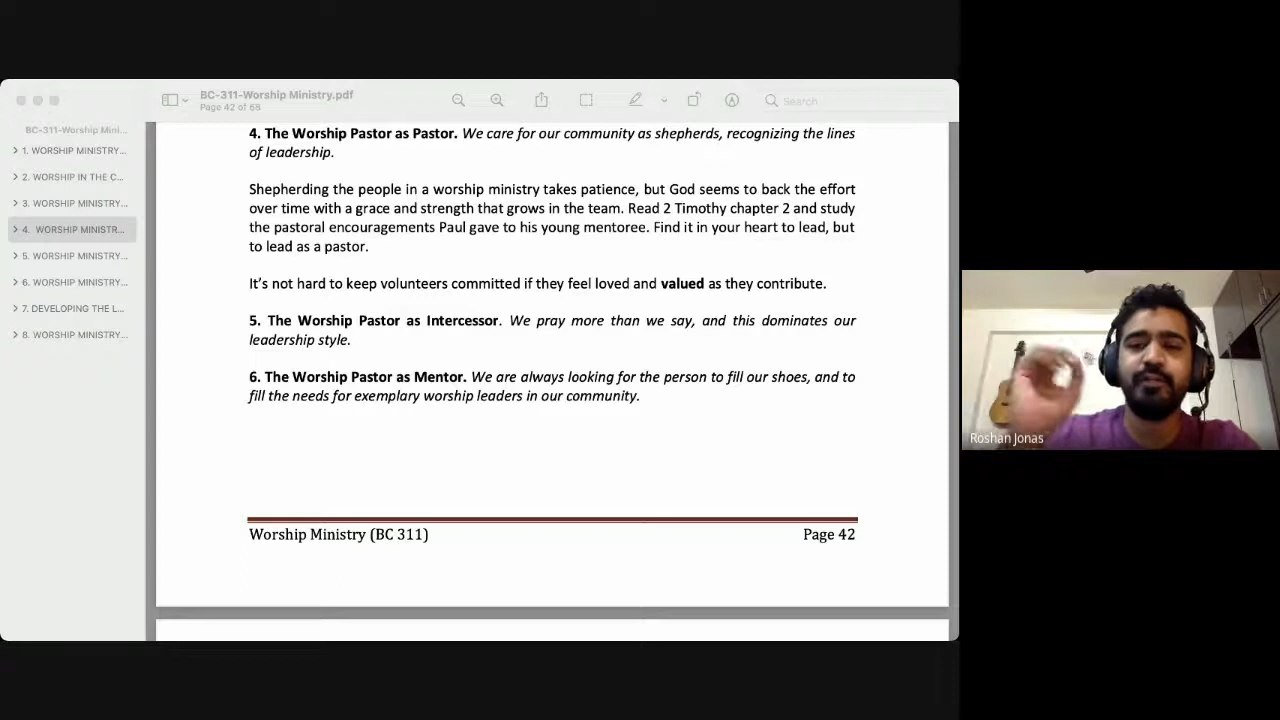 BC-311-Worship Ministry.pdf
Page 42 of 68
Search
BC-311-Worship Mini...
1. WORSHIP MINISTRY...
2. WORSHIP IN THE C...
3. WORSHIP MINISTRY...
4. WORSHIP MINISTR...
5. WORSHIP MINISTRY...
6. WORSHIP MINISTRY...
7. DEVELOPING THE L...
8. WORSHIP MINISTRY...
4. The Worship Pastor as Pastor. We care for our community as shepherds, recognizing the lines
of leadership.
Shepherding the people in a worship ministry takes patience, but God seems to back the effort
over time with a grace and strength that grows in the team. Read 2 Timothy chapter 2 and study
the pastoral encouragements Paul gave to his young mentoree. Find it in your heart to lead, but
to lead as a pastor.
It's not hard to keep volunteers committed if they feel loved and valued as they contribute.
5. The Worship Pastor as Intercessor. We pray more than we say, and this dominates our
leadership style.
6. The Worship Pastor as Mentor. We are always looking for the person to fill our shoes, and to
fill the needs for exemplary worship leaders in our community.
Worship Ministry (BC 311)
Page 42
Roshan Jonas